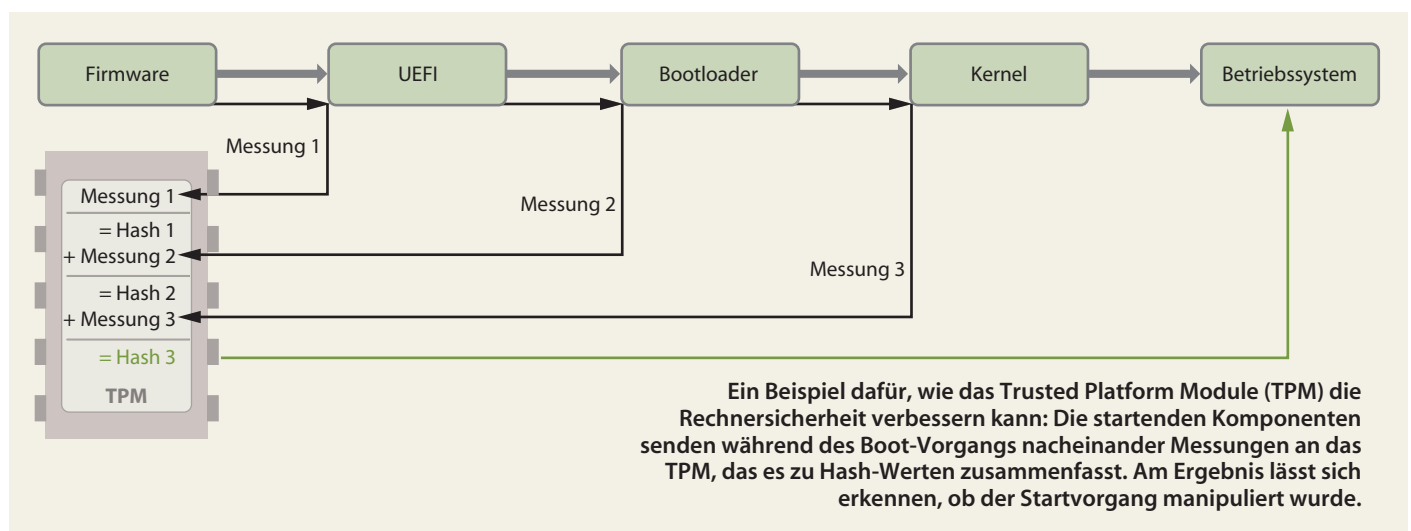 Firmware
UEFI
Bootloader
Kernel
Betriebssystem
Messung 1
Messung 2
Messung 3
Messung 1
= Hash 1
+ Messung 2
= Hash 2
+ Messung 3
= Hash 3
TPM
Ein Beispiel dafür, wie das Trusted Platform Module (TPM) die
Rechnersicherheit verbessern kann: Die startenden Komponenten
senden während des Boot-Vorgangs nacheinander Messungen an das
TPM, das es zu Hash-Werten zusammenfasst. Am Ergebnis lässt sich
erkennen, ob der Startvorgang manipuliert wurde.